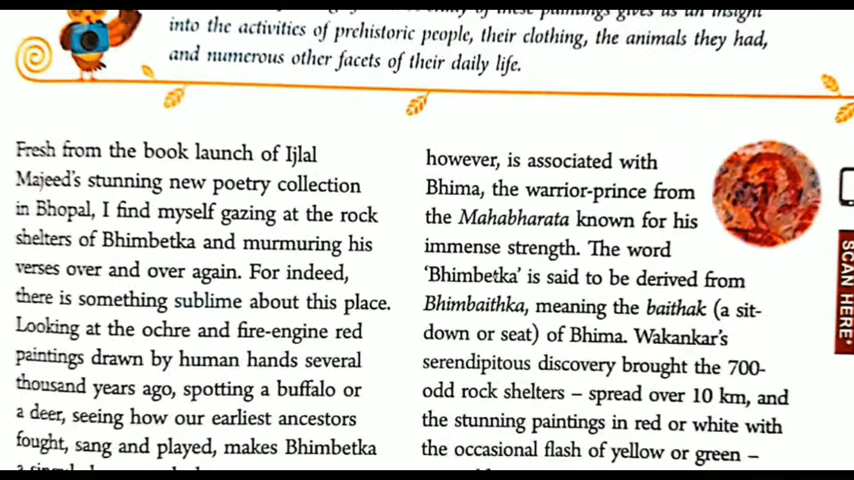 these paintings gives us an insight
into the activities of prehistoric people, their clothing, the animals they had,
and numerous other facets of their daily life.
Fresh from the book launch of Ijlal
Majeed's stunning new poetry collection
in Bhopal, I find myself gazing at the rock
shelters of Bhimbetka and murmuring his
verses over and over again. For indeed,
there is something sublime about this place.
Looking at the ochre and fire-engine red
paintings drawn by human hands several
thousand years ago, spotting a buffalo or
a deer, seeing how our earliest ancestors
fought, sang and played, makes Bhimbetka
however, is associated with
Bhima, the warrior-prince from
the Mahabharata known for his
immense strength. The word
'Bhimbetka' is said to be derived from
Bhimbaithka, meaning the baithak (a sit-
down or seat) of Bhima. Wakankar's
serendipitous discovery brought the 700-
odd rock shelters – spread over 10 km, and
the stunning paintings in red or white with
the occasional flash of yellow or green –
SCAN HERE*